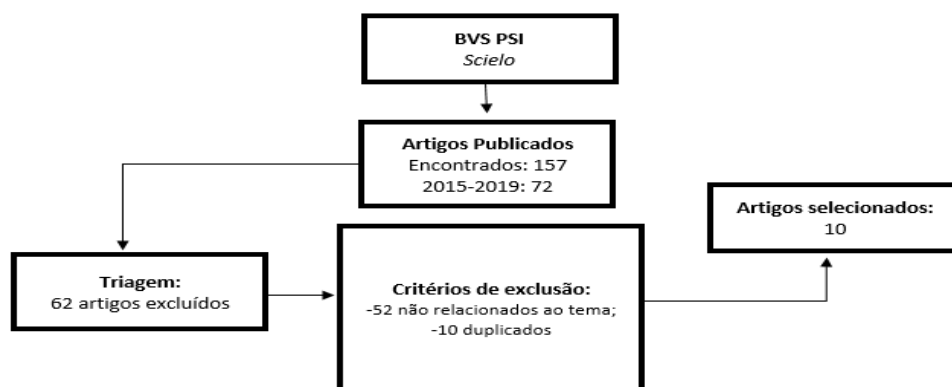 BVS PSI
Scielo
Artigos Publicados
Encontrados: 157
2015-2019: 72
Triagem:
62 artigos excluídos
Critérios de exclusão:
-52 não relacionados ao tema;
-10 duplicados
Artigos selecionados:
10